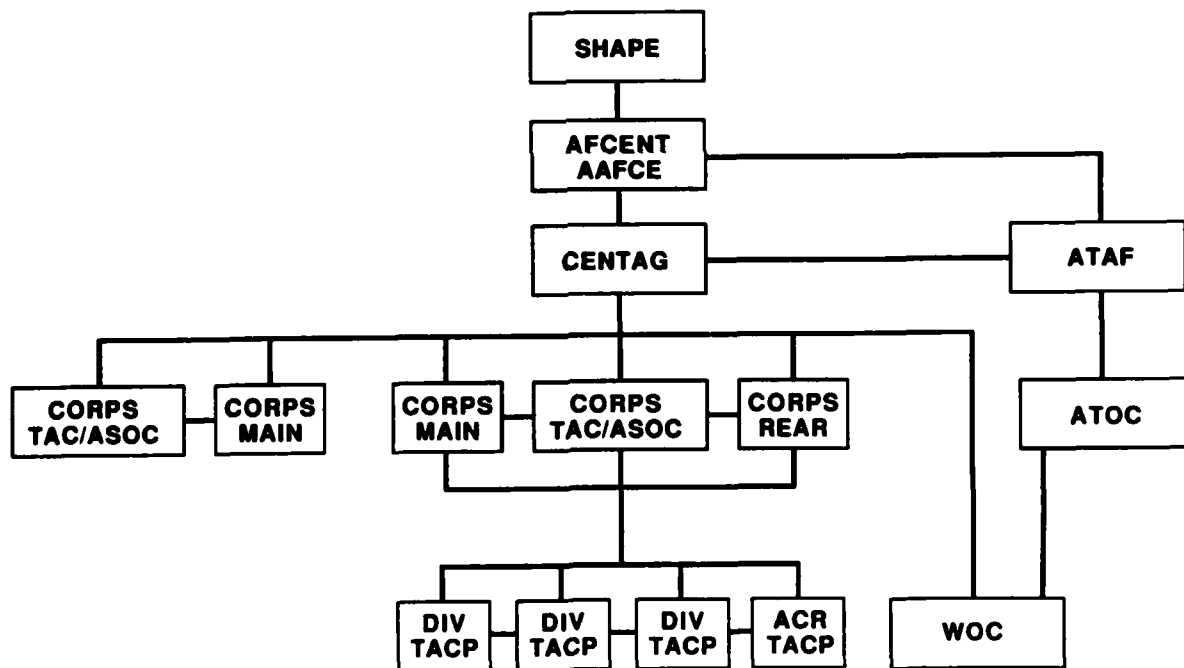 SHAPE
AFCENT
AAFCE
CENTAG
ATAF
CORPS
TAC/ASOC
CORPS
MAIN
CORPS
MAIN
CORPS
TAC/ASOC
CORPS
REAR
ATOC
DIV
TACP
DIV
TACP
DIV
TACP
ACR
TACP
WOC